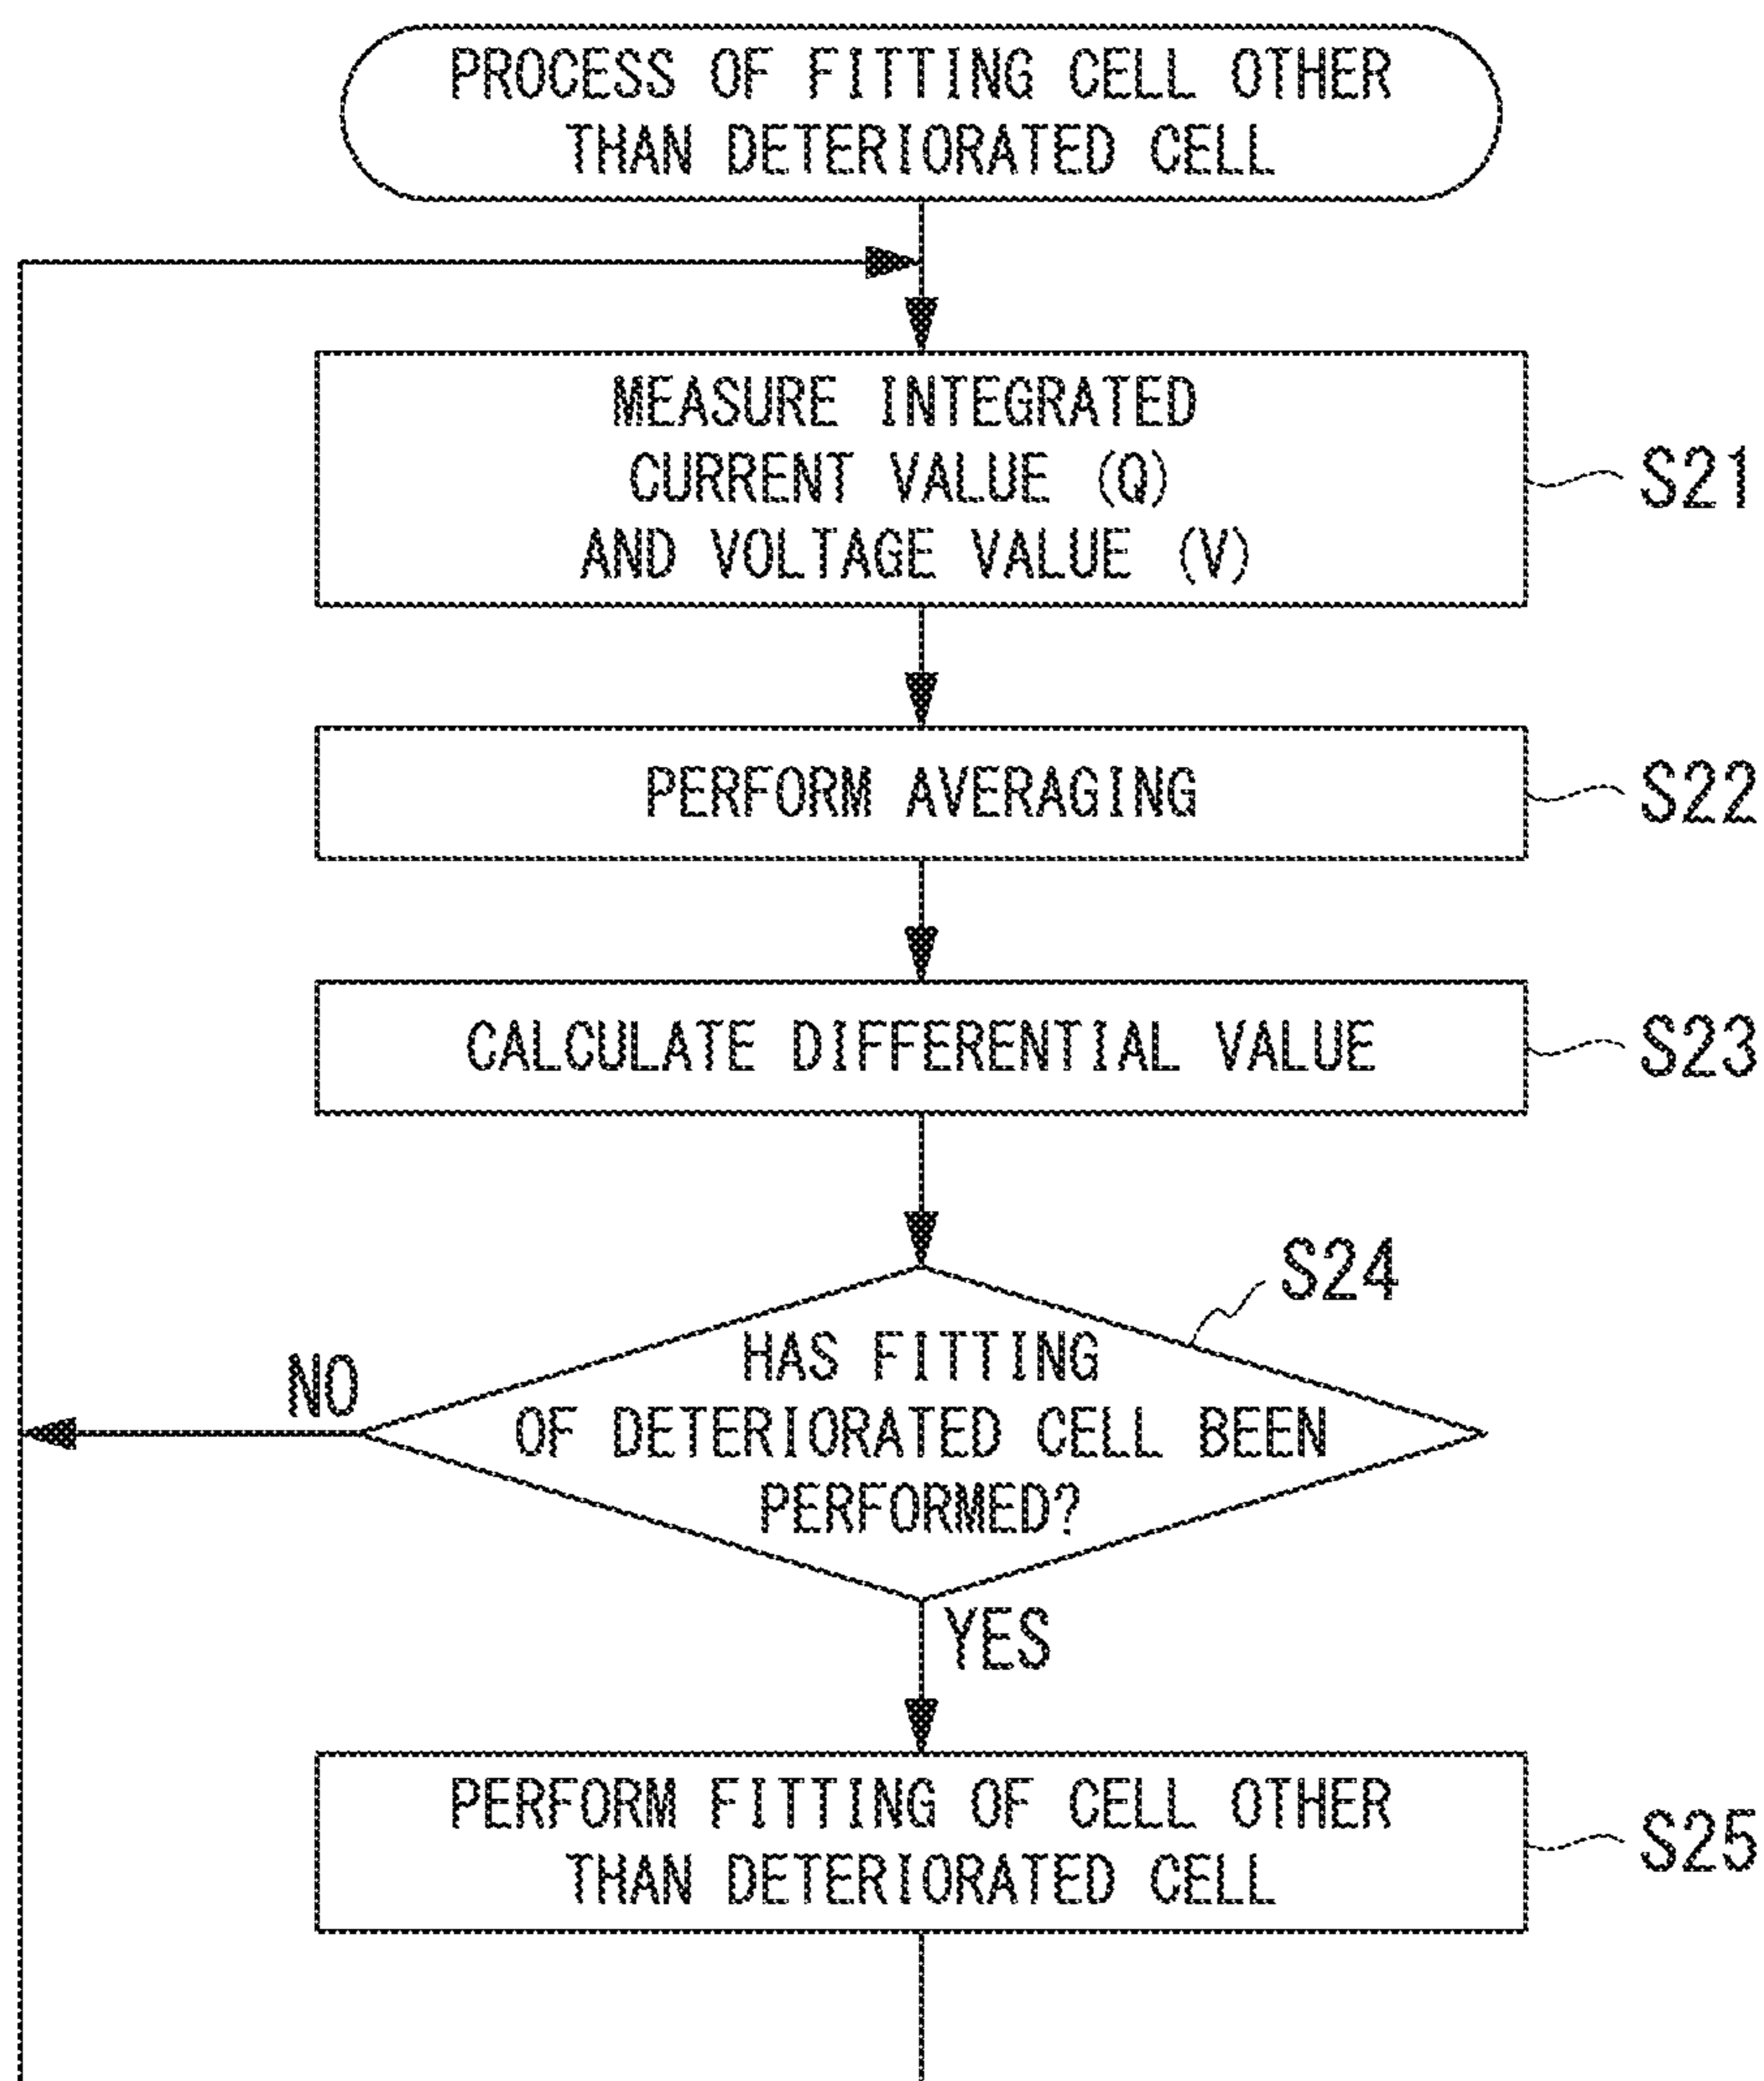 PROCESS OF FITTING CELL OTHER
THAN DETERIORATED CELL
MEASURE INTEGRATED
CURRENT VALUE (Q)
AND VOLTAGE VALUE (V)
S21
PERFORM AVERAGING
S22
CALCULATE DIFFERENTIAL VALUE
S23
S24
HAS FITTING
OF DETERIORATED CELL BEEN
PERFORMED?
NO
YES
PERFORM FITTING OF CELL OTHER
THAN DETERIORATED CELL
S25